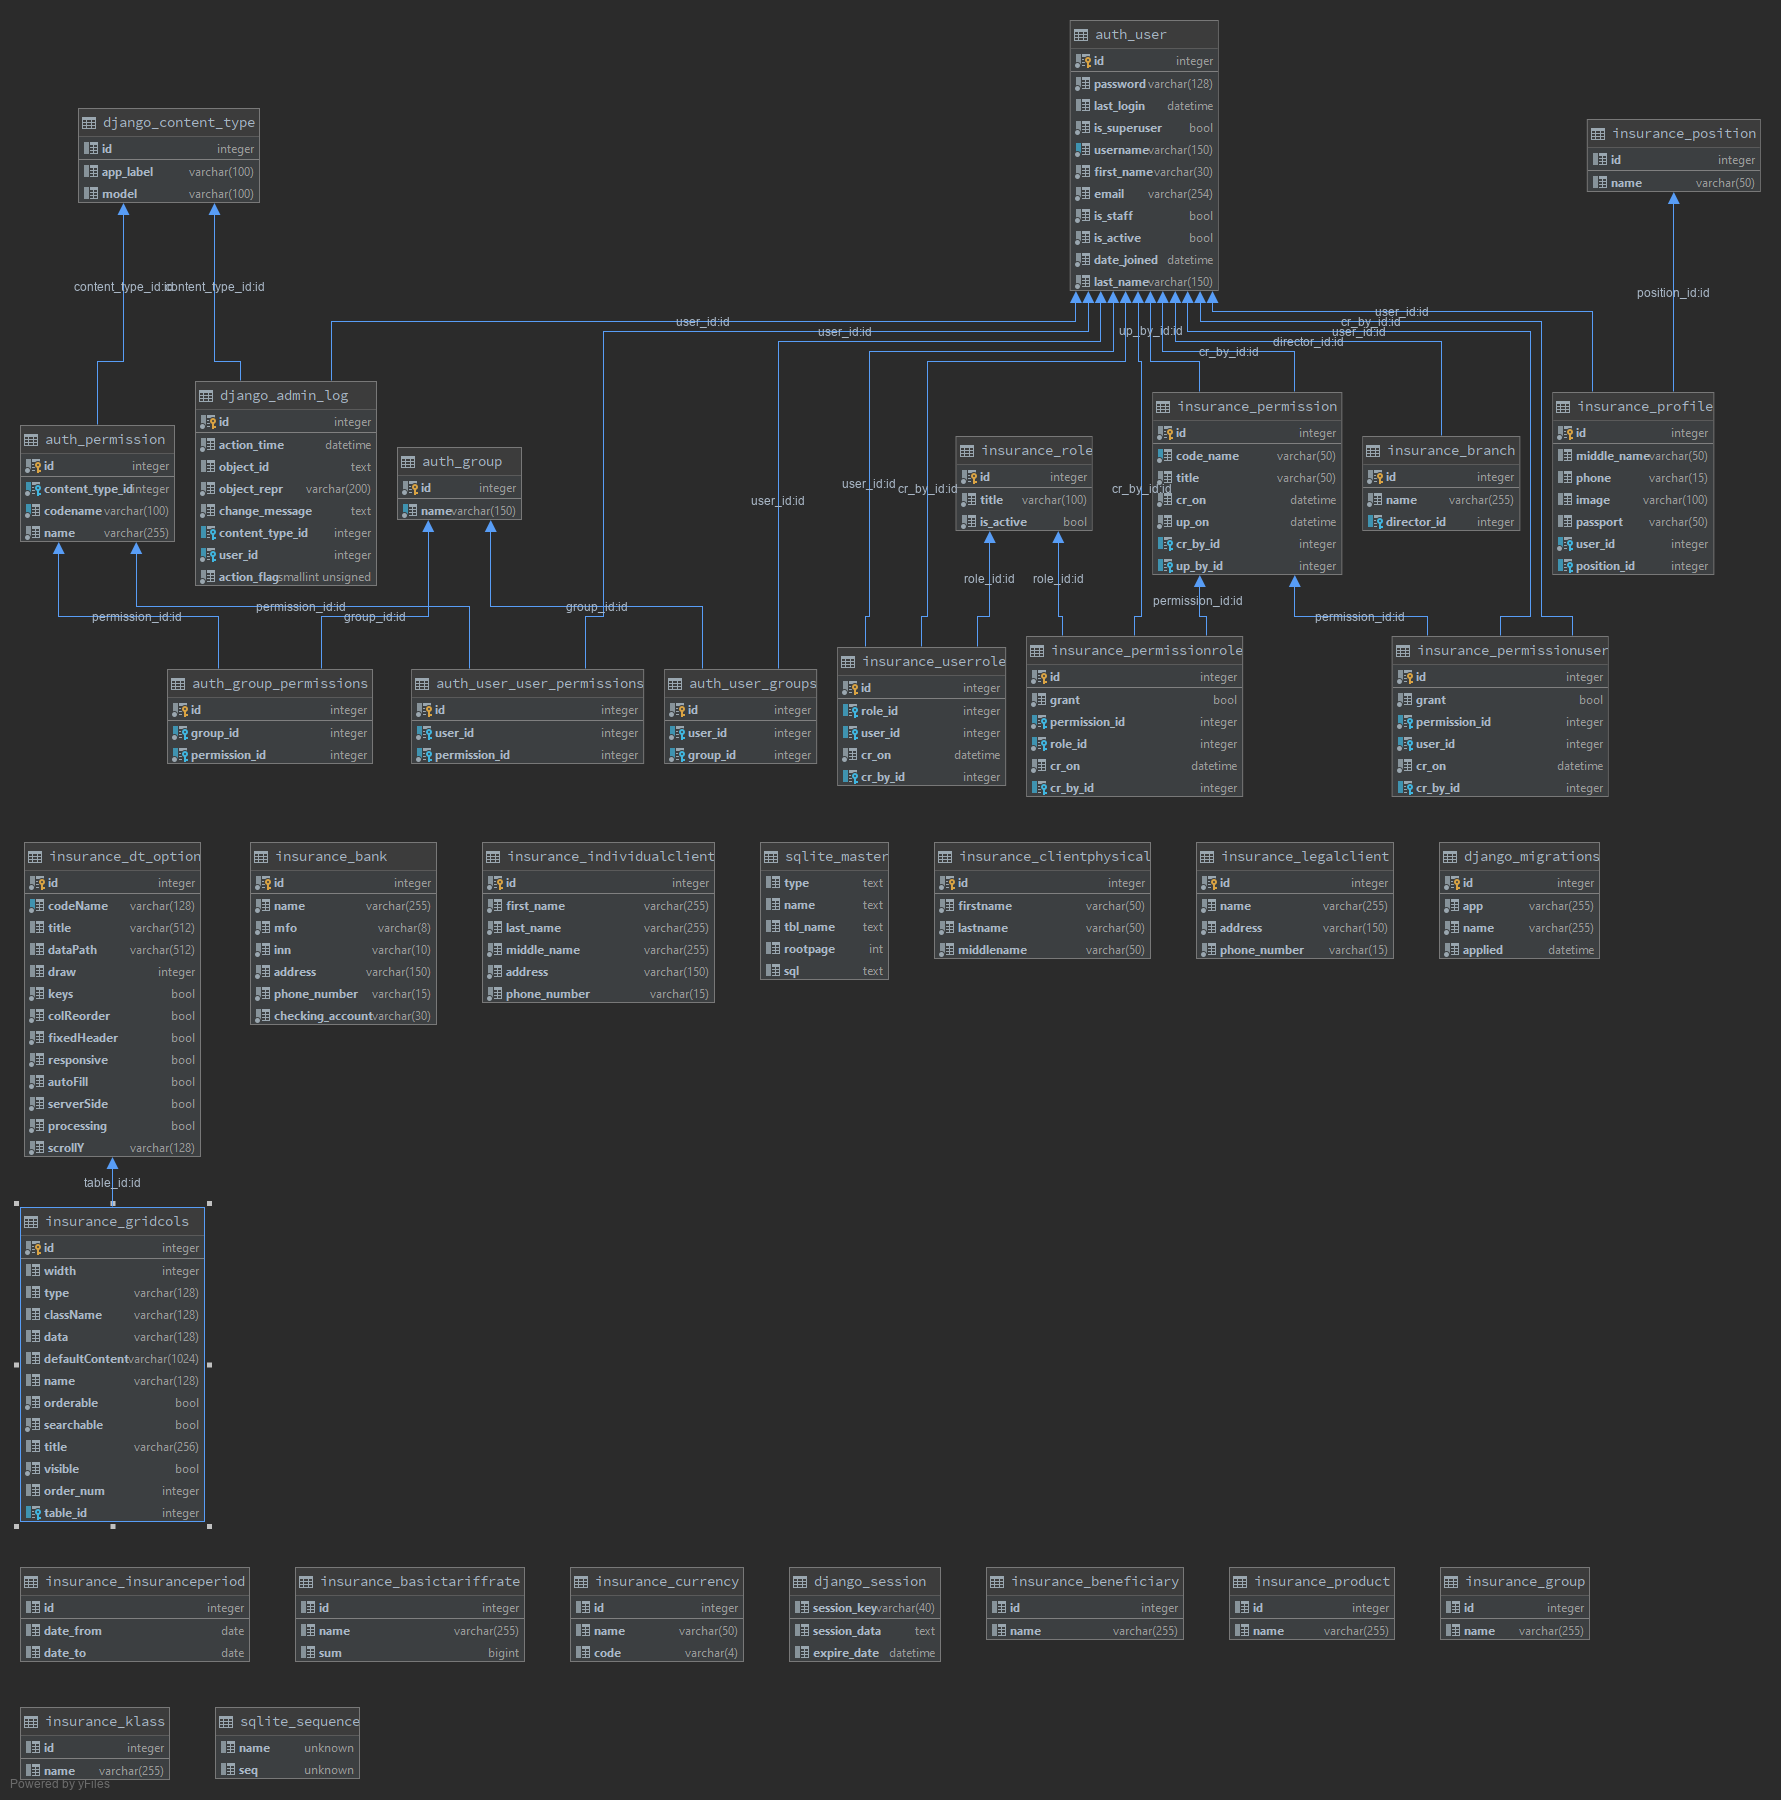 auth_user
id integer
password varchar(128)
last_login datetime
is_superuser bool
username varchar(150)
first_name varchar(30)
email varchar(254)
is_staff bool
is_active bool
date_joined datetime
last_name varchar(150)
django_content_type
id integer
app_label varchar(100)
model varchar(100)
insurance_position
id integer
name varchar(50)
content_type_id:id
content_type_id:id
position_id:id
user_id:id
user_id:id
up_by_id:id
user_id:id
cr_by_id:id
user_id:id
director_id:id
cr_by_id:id
django_admin_log
id integer
action_time datetime
object_id text
object_repr varchar(200)
change_message text
content_type_id integer
user_id integer
action_flag smallint unsigned
auth_permission
id integer
content_type_id integer
codename varchar(100)
name varchar(255)
auth_group
id integer
name varchar(150)
user_id:id
user_id:id
cr_by_id:id
cr_by_id:id
insurance_role
id integer
title varchar(100)
is_active bool
insurance_permission
id integer
code_name varchar(50)
title varchar(50)
cr_on datetime
up_on datetime
cr_by_id integer
up_by_id integer
insurance_branch
id integer
name varchar(255)
director_id integer
insurance_profile
id integer
middle_name varchar(50)
phone varchar(15)
image varchar(100)
passport varchar(50)
user_id integer
position_id integer
permission_id:id
permission_id:id
group_id:id
group_id:id
role_id:id
role_id:id
permission_id:id
permission_id:id
auth_group_permissions
id integer
group_id integer
permission_id integer
auth_user_user_permissions
id integer
user_id integer
permission_id integer
auth_user_groups
id integer
user_id integer
group_id integer
insurance_userrole
id integer
role_id integer
user_id integer
cr_on datetime
cr_by_id integer
insurance_permissionrole
id integer
grant bool
permission_id integer
role_id integer
cr_on datetime
cr_by_id integer
insurance_permissionuser
id integer
grant bool
permission_id integer
user_id integer
cr_on datetime
cr_by_id integer
insurance_dt_option
id integer
codeName varchar(128)
title varchar(512)
dataPath varchar(512)
draw integer
keys bool
colReorder bool
fixedHeader bool
responsive bool
autoFill bool
serverSide bool
processing bool
scrollY varchar(128)
insurance_bank
id integer
name varchar(255)
mfo varchar(8)
inn varchar(10)
address varchar(150)
phone_number varchar(15)
checking_account varchar(30)
insurance_individualclient
id integer
first_name varchar(255)
last_name varchar(255)
middle_name varchar(255)
address varchar(150)
phone_number varchar(15)
sqlite_master
type text
name text
tbl_name text
rootpage int
sql text
insurance_clientphysical
id integer
firstname varchar(50)
lastname varchar(50)
middlename varchar(50)
insurance_legalclient
id integer
name varchar(255)
address varchar(150)
phone_number varchar(15)
django_migrations
id integer
app varchar(255)
name varchar(255)
applied datetime
table_id:id
insurance_gridcols
id integer
width integer
type varchar(128)
className varchar(128)
data varchar(128)
defaultContent varchar(1024)
name varchar(128)
orderable bool
searchable bool
title varchar(256)
visible bool
order_num integer
table_id integer
insurance_insuranceperiod
id integer
date_from date
date_to date
insurance_basictariffrate
id integer
name varchar(255)
sum bigint
insurance_currency
id integer
name varchar(50)
code varchar(4)
django_session
session_key varchar(40)
session_data text
expire_date datetime
insurance_beneficiary
id integer
name varchar(255)
insurance_product
id integer
name varchar(255)
insurance_group
id integer
name varchar(255)
insurance_klass
id integer
name varchar(255)
sqlite_sequence
name unknown
seq unknown
Powered by yFiles